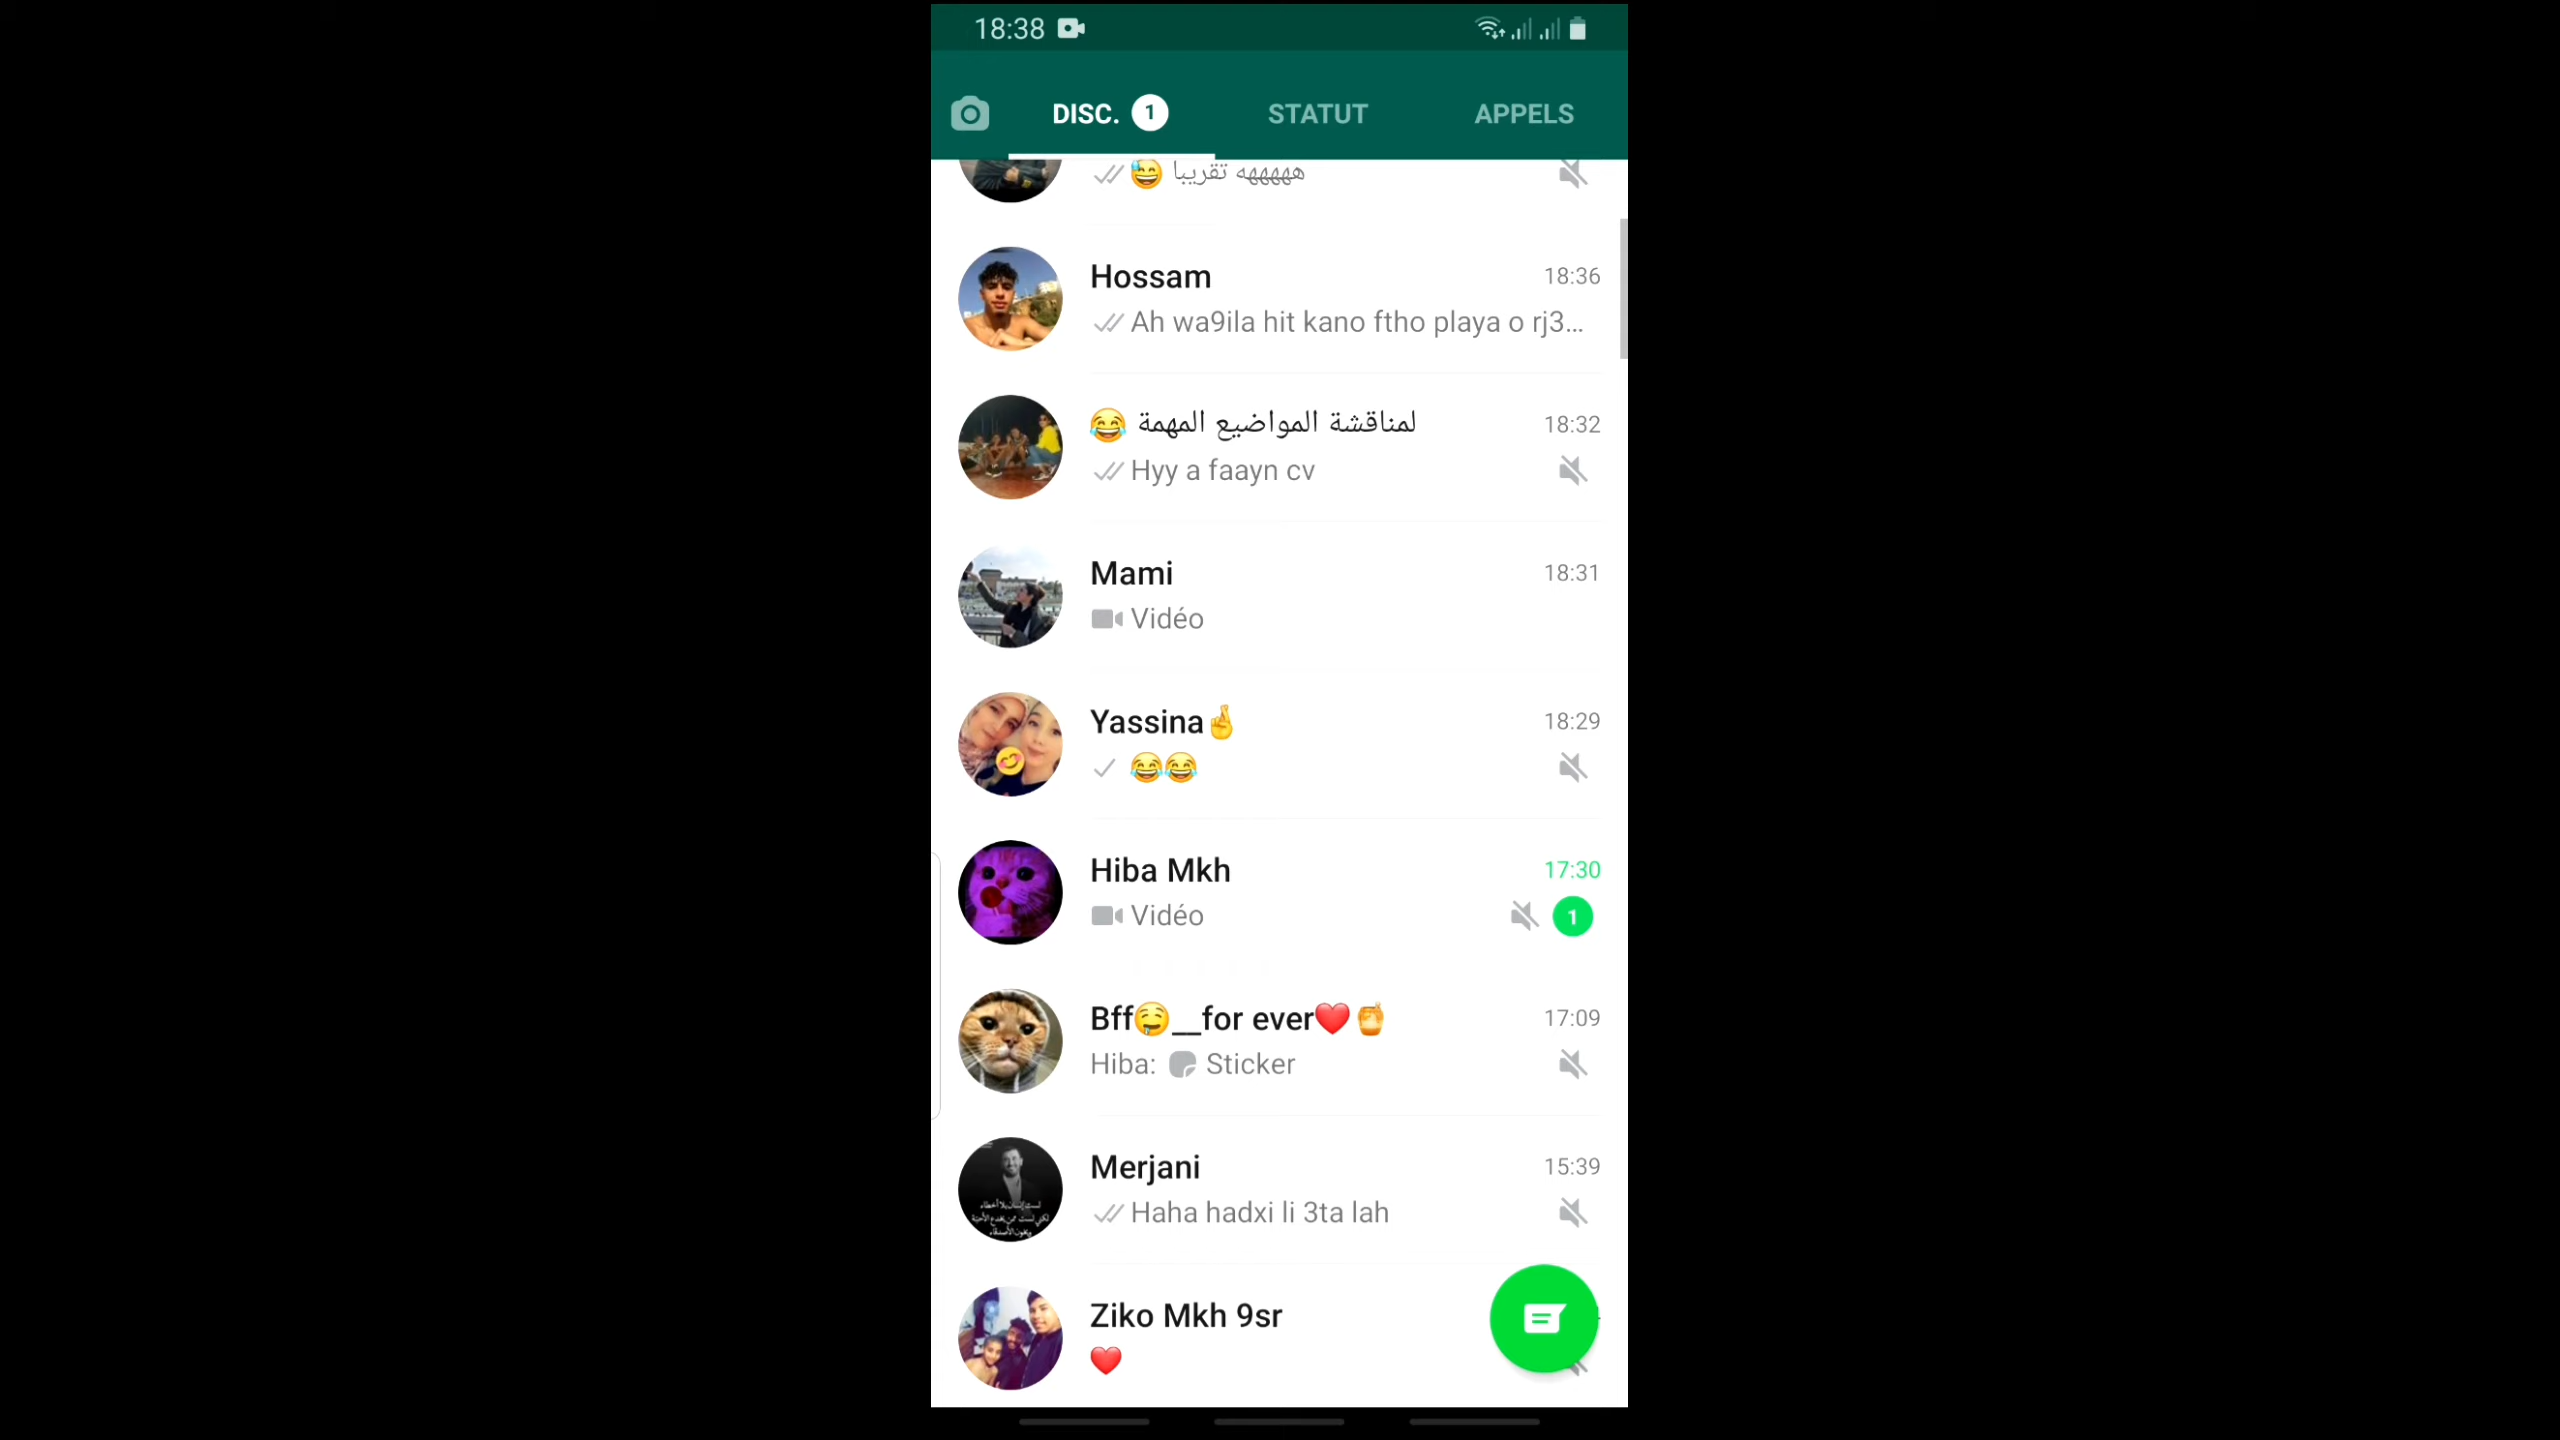 18:38
DISC. 1 STATUT APPELS
😅 هههههه تقريبا
Hossam 18:36
Ah wa9ila hit kano ftho playa o rj3...
لمناقشة المواضيع المهمة 😂 18:32
Hyy a faayn cv
Mami 18:31
Vidéo
Yassina🤞 18:29
😂😂
Hiba Mkh 17:30
Vidéo 1
Bff🤤__for ever❤️🍯 17:09
Hiba: Sticker
Merjani 15:39
Haha hadxi li 3ta lah
Ziko Mkh 9sr
❤️